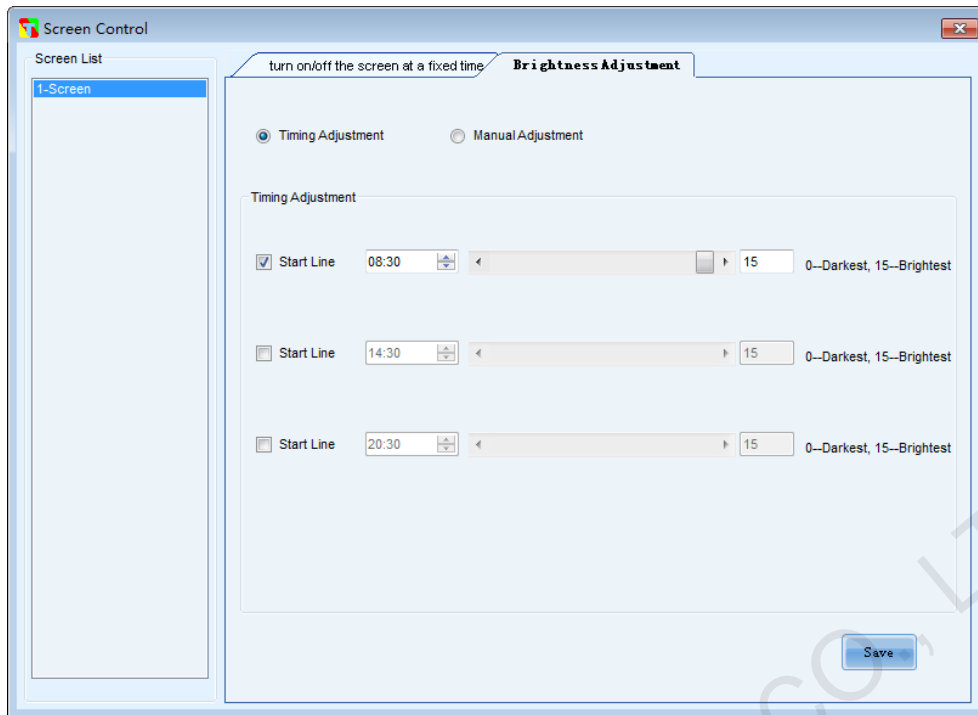 Screen Control
Screen List
1-Screen
turn on/off the screen at a fixed time
Brightness Adjustment
Timing Adjustment
Manual Adjustment
Timing Adjustment
Start Line 08:30 15 0--Darkest, 15--Brightest
Start Line 14:30 15 0--Darkest, 15--Brightest
Start Line 20:30 15 0--Darkest, 15--Brightest
Save
CO., LT